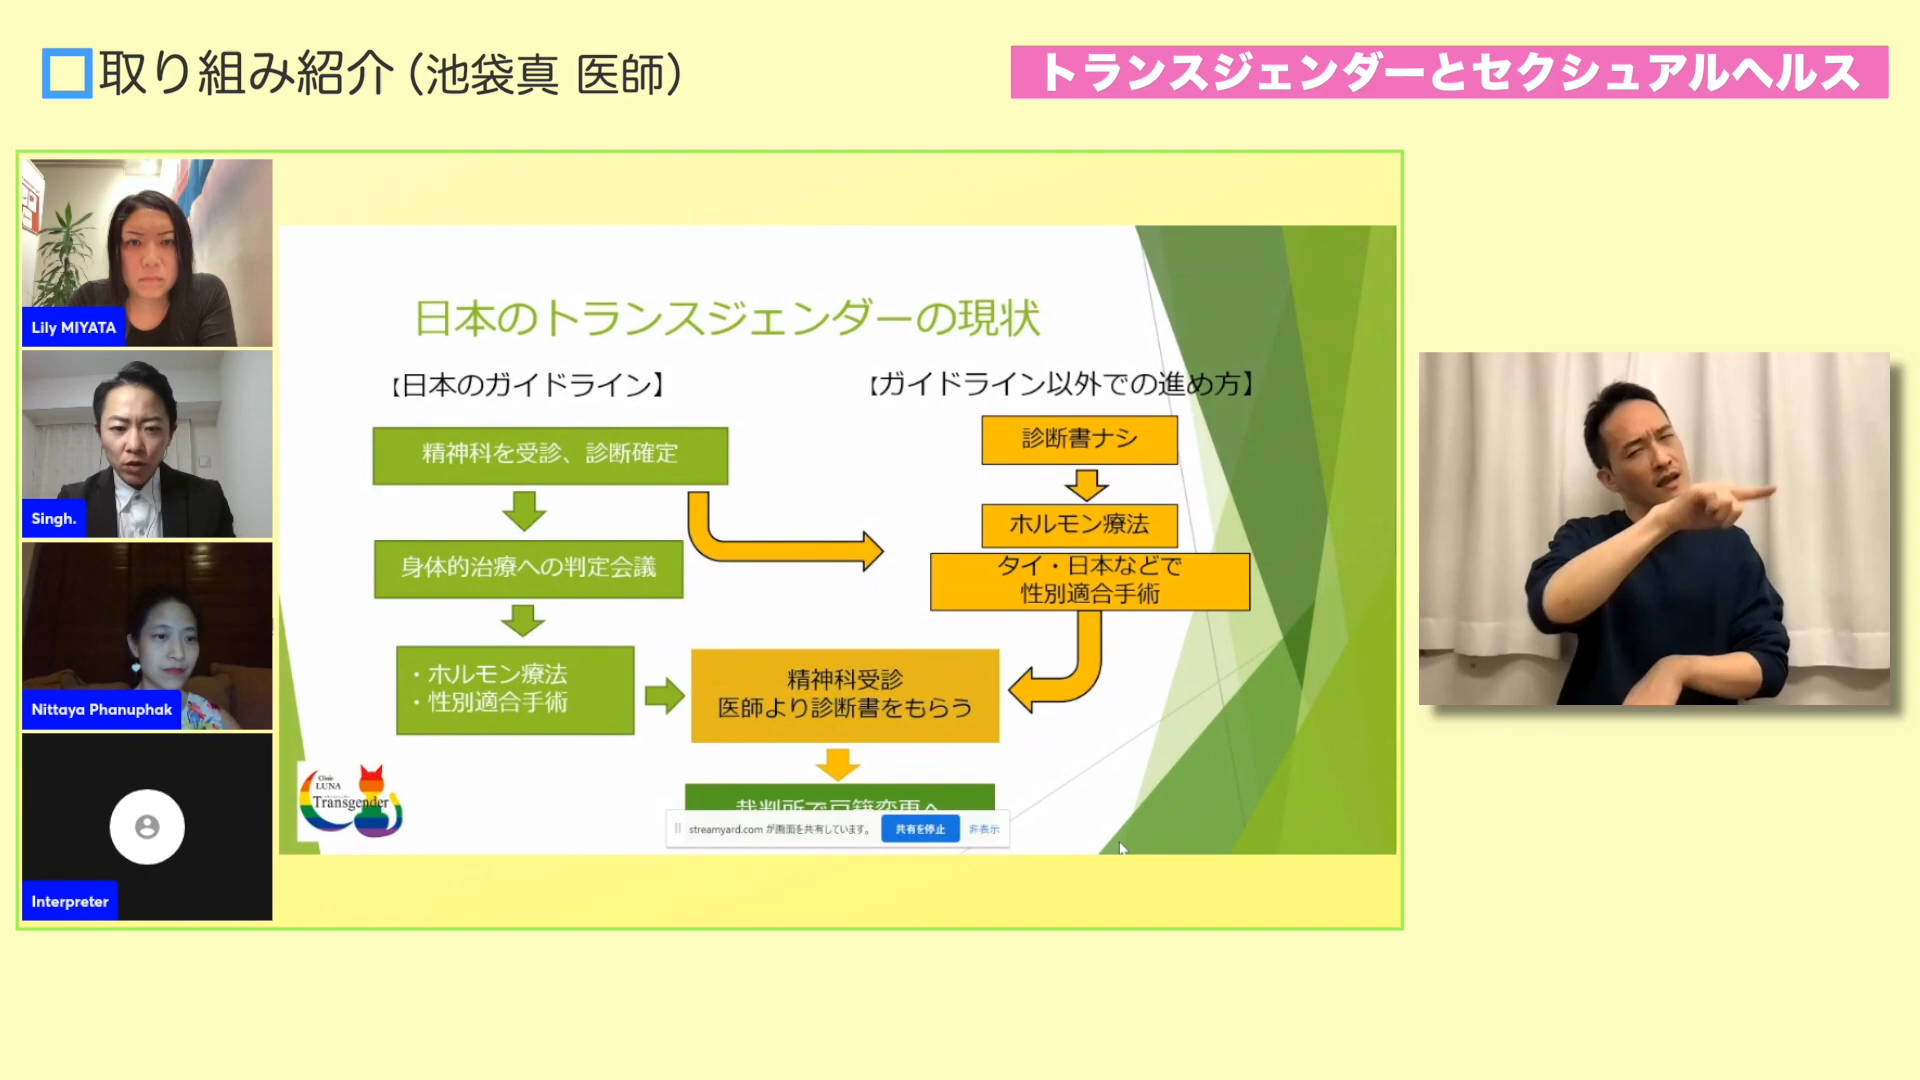 取り組み紹介(池袋真 医師)
トランスジェンダーとセクシュアルヘルス
Lily MIYATA
Singh.
Nittaya Phanuphak
Interpreter
日本のトランスジェンダーの現状
【日本のガイドライン】
精神科を受診、診断確定
身体的治療への判定会議
・ホルモン療法
・性別適合手術
【ガイドライン以外での進め方】
診断書ナシ
ホルモン療法
タイ・日本などで
性別適合手術
精神科受診
医師より診断書をもらう
裁判所で戸籍変更へ
Clinic
LUNA
Transgender
streamyard.com が画面を共有しています。
共有を停止
非表示